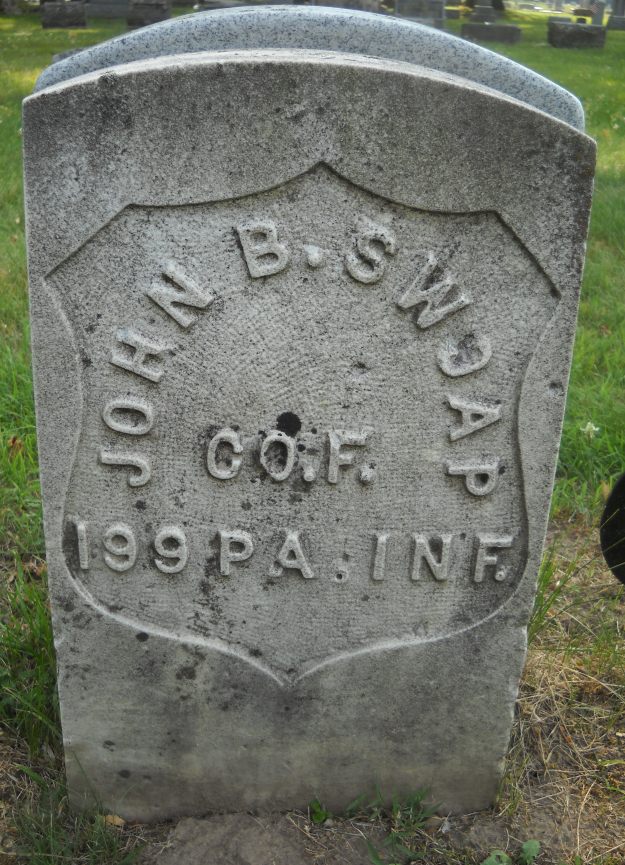 JOHN B. SWOAP
CO. F.
199 PA. INF.